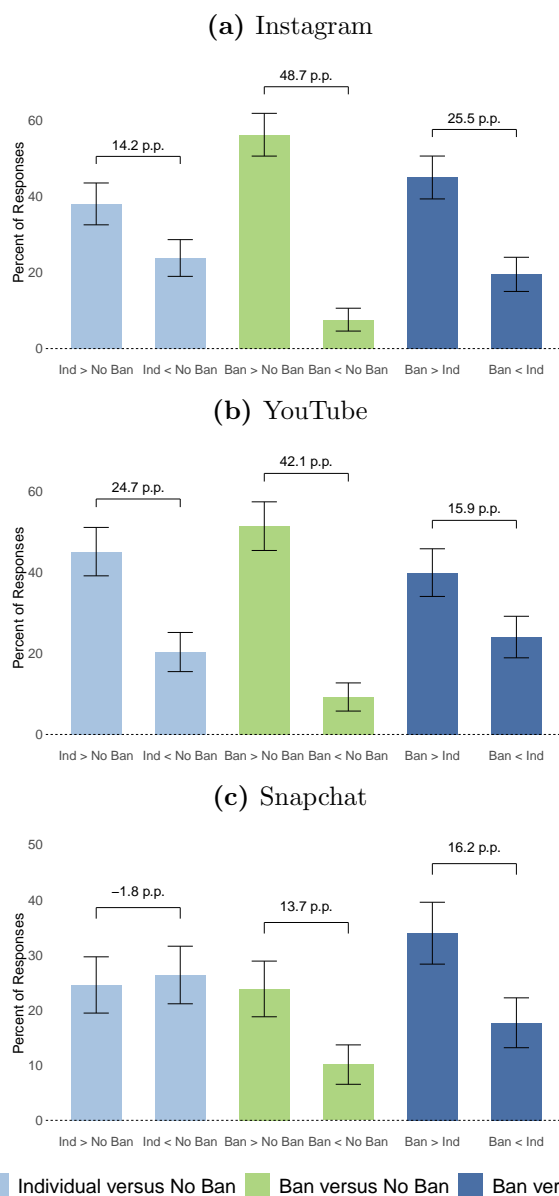 (a) Instagram
48.7 p.p.
14.2 p.p.
25.5 p.p.
Percent of Responses
60
40
20
0
Ind > No Ban Ind < No Ban Ban > No Ban Ban < No Ban Ban > Ind Ban < Ind
(b) YouTube
42.1 p.p.
24.7 p.p.
15.9 p.p.
Percent of Responses
60
40
20
0
Ind > No Ban Ind < No Ban Ban > No Ban Ban < No Ban Ban > Ind Ban < Ind
(c) Snapchat
16.2 p.p.
−1.8 p.p.
13.7 p.p.
Percent of Responses
50
40
30
20
10
0
Ind > No Ban Ind < No Ban Ban > No Ban Ban < No Ban Ban > Ind Ban < Ind
Individual versus No Ban Ban versus No Ban Ban ver